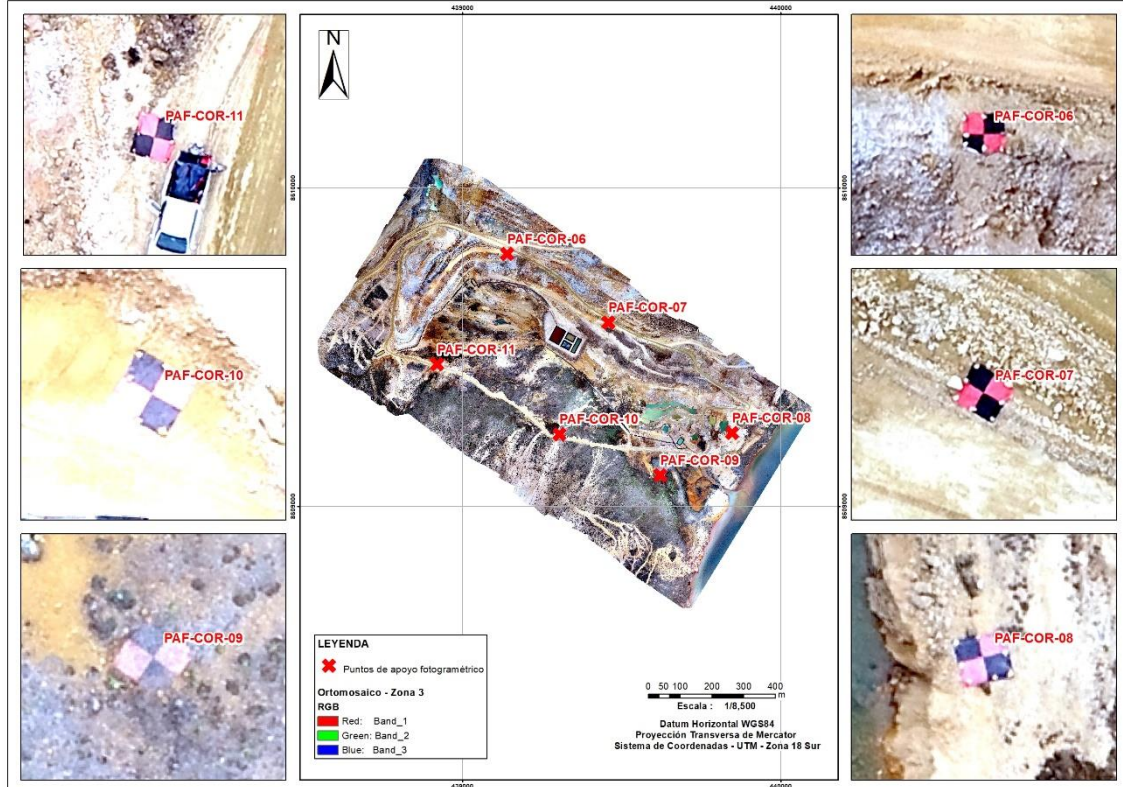 439000
440000
N
PAF-COR-11
PAF-COR-06
8610000
8610000
PAF-COR-06
PAF-COR-07
PAF-COR-11
PAF-COR-10
PAF-COR-07
PAF-COR-10
PAF-COR-08
PAF-COR-09
8609000
8609000
PAF-COR-09
PAF-COR-08
LEYENDA
Puntos de apoyo fotogramétrico
Ortomosaico - Zona 3
RGB
Red: Band_1
Green: Band_2
Blue: Band_3
0 50 100 200 300 400
m
Escala : 1/8,500
Datum Horizontal WGS84
Proyección Transversa de Mercator
Sistema de Coordenadas - UTM - Zona 18 Sur
439000
440000